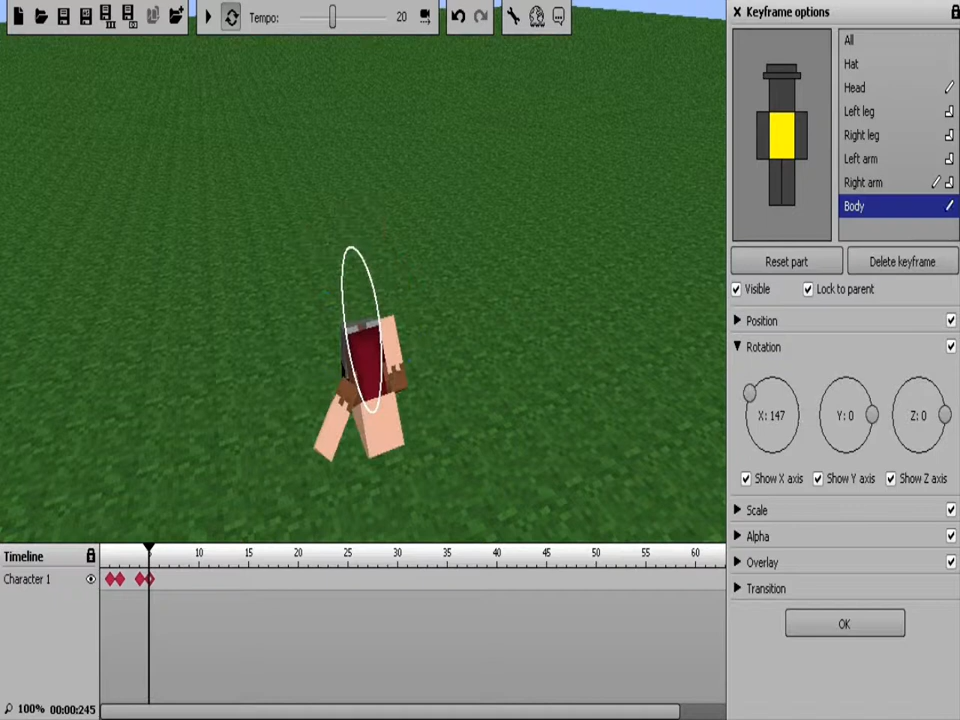 Tempo: 20
Keyframe options
All
Hat
Head
Left leg
Right leg
Left arm
Right arm
Body
Reset part Delete keyframe
Visible Lock to parent
Position
Rotation
X: 147 Y: 0 Z: 0
Show X axis Show Y axis Show Z axis
Scale
Alpha
Overlay
Transition
OK
Timeline 10 15 20 25 30 35 40 45 50 55 60
Character 1
100% 00:00:245